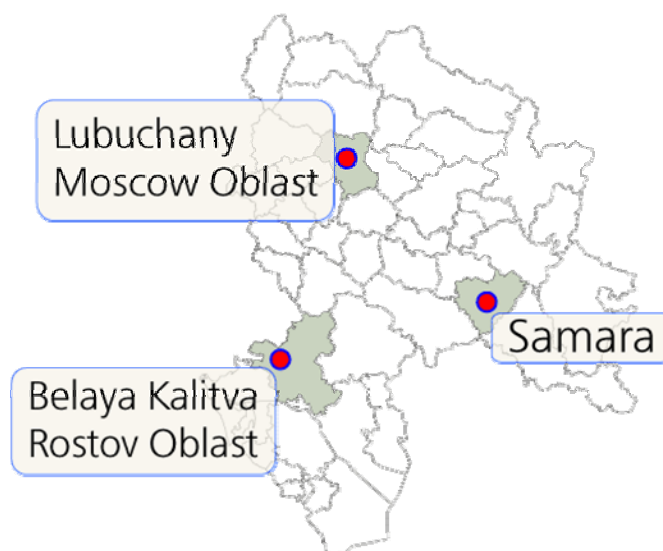 Lubuchany
Moscow Oblast
Samara
Belaya Kalitva
Rostov Oblast